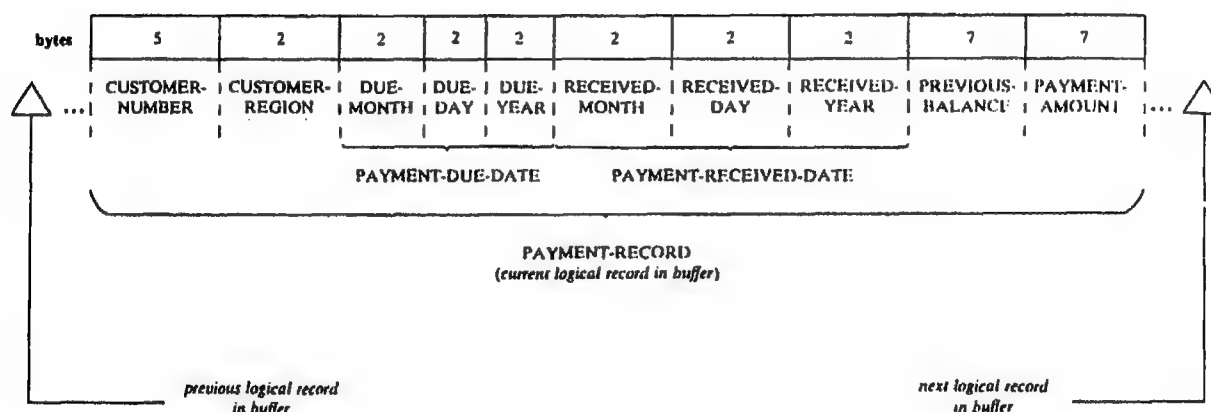 bytes 5 2 2 2 2 2 2 2 7 7
... CUSTOMER- CUSTOMER- DUE- DUE- DUE- RECEIVED- RECEIVED- RECEIVED- PREVIOUS- PAYMENT- ...
NUMBER REGION MONTH DAY YEAR MONTH DAY YEAR BALANCE AMOUNT
PAYMENT-DUE-DATE PAYMENT-RECEIVED-DATE
PAYMENT-RECORD
(current logical record in buffer)
previous logical record next logical record
in buffer in buffer